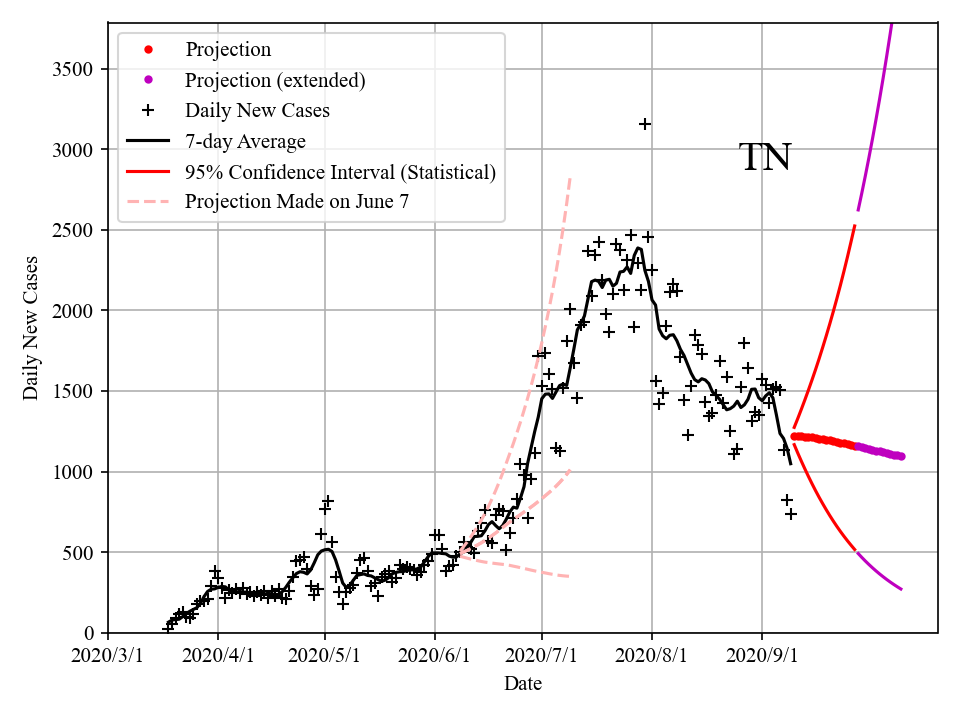 Projection
Projection (extended)
Daily New Cases
7-day Average
95% Confidence Interval (Statistical)
Projection Made on June 7
TN
3500
3000
2500
2000
1500
1000
500
0
Daily New Cases
2020/3/1 2020/4/1 2020/5/1 2020/6/1 2020/7/1 2020/8/1 2020/9/1
Date